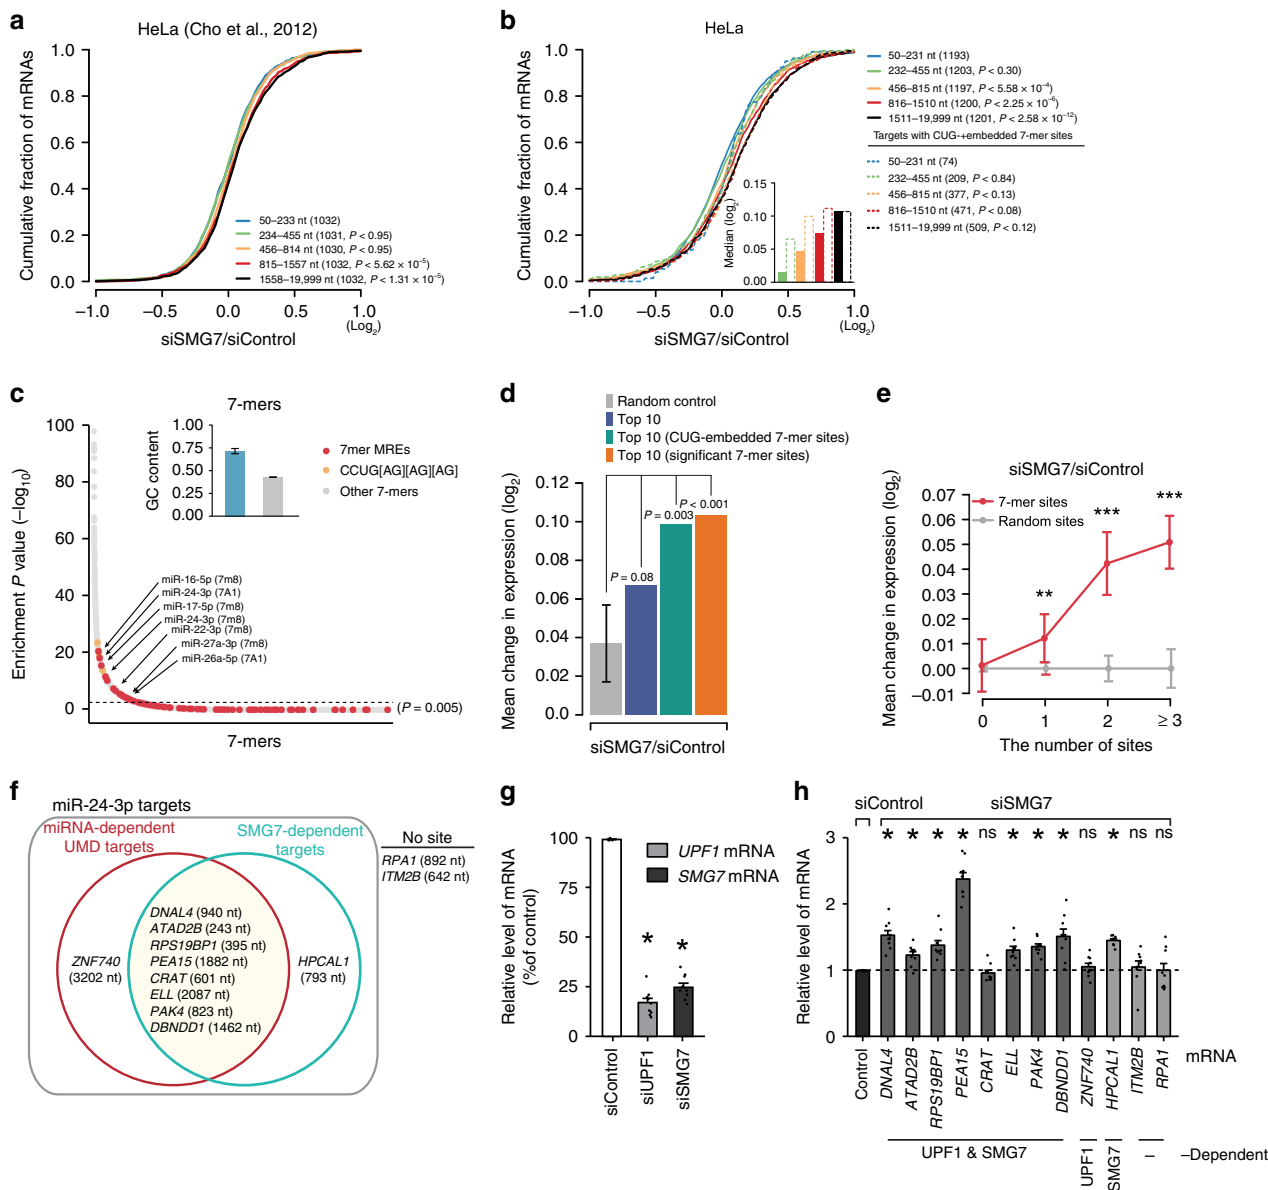 a
HeLa (Cho et al., 2012)
Cumulative fraction of mRNAs
1.0
0.8
0.6
0.4
0.2
0.0
50–233 nt (1032)
234–455 nt (1031, P < 0.95)
456–814 nt (1030, P < 0.95)
815–1557 nt (1032, P < 5.62 × 10⁻⁵)
1558–19,999 nt (1032, P < 1.31 × 10⁻⁵)
−1.0 −0.5 0.0 0.5 1.0
(Log₂)
siSMG7/siControl
b
HeLa
Cumulative fraction of mRNAs
1.0
0.8
0.6
0.4
0.2
0.0
Median (log₂)
0.15
0.10
0.05
0.00
−1.0 −0.5 0.0 0.5 1.0
(Log₂)
siSMG7/siControl
50–231 nt (1193)
232–455 nt (1203, P < 0.30)
456–815 nt (1197, P < 5.58 × 10⁻⁴)
816–1510 nt (1200, P < 2.25 × 10⁻⁶)
1511–19,999 nt (1201, P < 2.58 × 10⁻¹²)
Targets with CUG-+embedded 7-mer sites
50–231 nt (74)
232–455 nt (209, P < 0.84)
456–815 nt (377, P < 0.13)
816–1510 nt (471, P < 0.08)
1511–19,999 nt (509, P < 0.12)
c
7-mers
Enrichment P value (−log₁₀)
100
80
60
40
20
0
GC content
1.00
0.75
0.50
0.25
0.00
7mer MREs
CCUG[AG][AG][AG]
Other 7-mers
miR-16-5p (7m8)
miR-24-3p (7A1)
miR-17-5p (7m8)
miR-24-3p (7m8)
miR-22-3p (7m8)
miR-27a-3p (7m8)
miR-26a-5p (7A1)
(P = 0.005)
7-mers
d
Random control
Top 10
Top 10 (CUG-embedded 7-mer sites)
Top 10 (significant 7-mer sites)
Mean change in expression (log₂)
0.12
0.10
0.08
0.06
0.04
0.02
0.0
P = 0.08
P = 0.003
P < 0.001
siSMG7/siControl
e
siSMG7/siControl
Mean change in expression (log₂)
0.07
0.06
0.05
0.04
0.03
0.02
0.01
0.00
−0.01
7-mer sites
Random sites
**
***
***
0 1 2 ≥ 3
The number of sites
f
miR-24-3p targets
miRNA-dependent
UMD targets
SMG7-dependent
targets
No site
RPA1 (892 nt)
ITM2B (642 nt)
ZNF740
(3202 nt)
DNAL4 (940 nt)
ATAD2B (243 nt)
RPS19BP1 (395 nt)
PEA15 (1882 nt)
CRAT (601 nt)
ELL (2087 nt)
PAK4 (823 nt)
DBNDD1 (1462 nt)
HPCAL1
(793 nt)
g
Relative level of mRNA
(%of control)
100
75
50
25
0
UPF1 mRNA
SMG7 mRNA
*
*
siControl
siUPF1
siSMG7
h
siControl siSMG7
* * * * ns * * * ns * ns ns
Relative level of mRNA
3
2
1
0
Control
DNAL4
ATAD2B
RPS19BP1
PEA15
CRAT
ELL
PAK4
DBNDD1
ZNF740
HPCAL1
ITM2B
RPA1
mRNA
UPF1 & SMG7
UPF1
SMG7
–
–Dependent